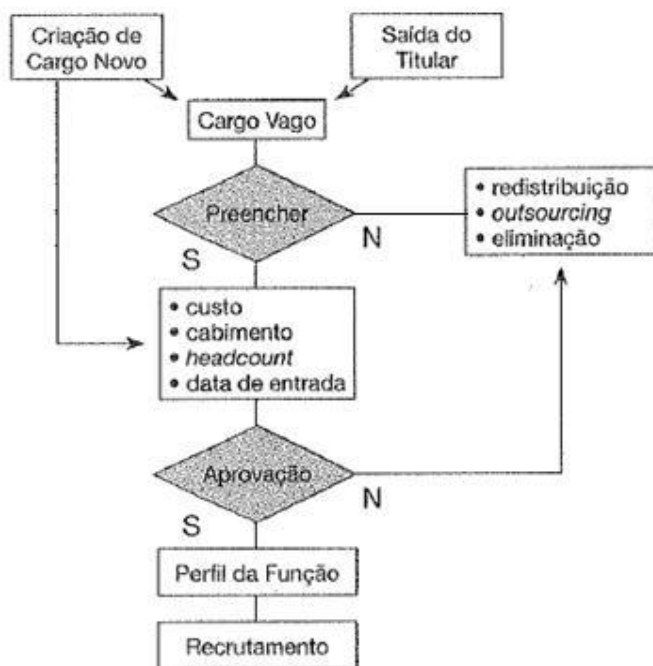 Criação de
Cargo Novo
Saída do
Titular
Cargo Vago
Preencher
N
• redistribuição
• outsourcing
• eliminação
S
• custo
• cabimento
• headcount
• data de entrada
Aprovação
N
S
Perfil da Função
Recrutamento